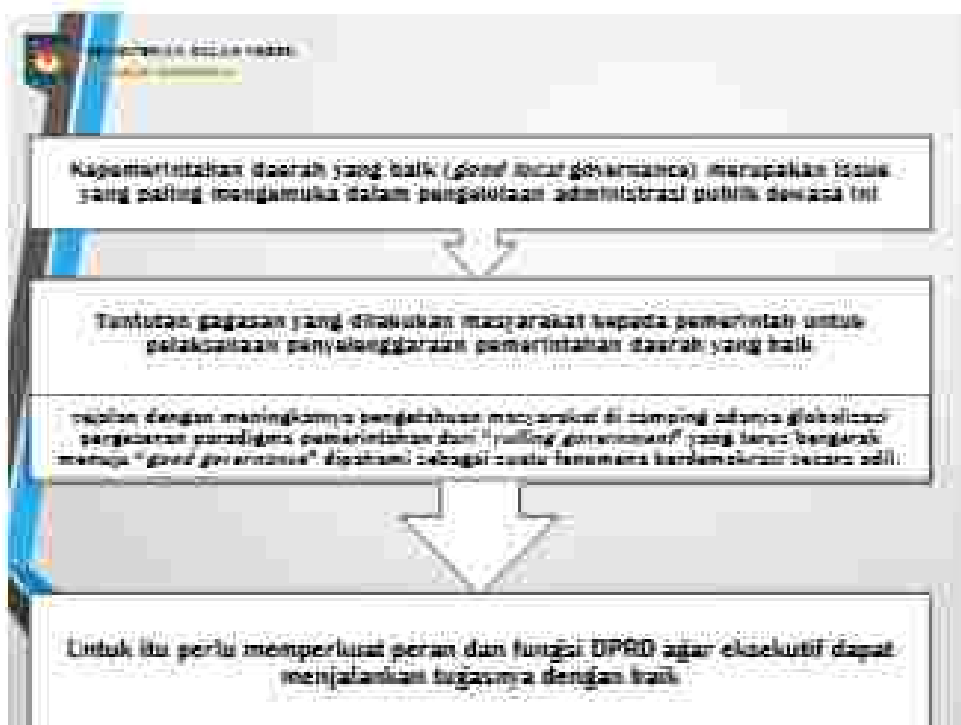 Kepemerintahan daerah yang baik (good local governance) merupakan issue
yang paling mengemuka dalam pengelolaan administrasi publik dewasa ini
Tuntutan gagasan yang dilakukan masyarakat kepada pemerintah untuk
pelaksanaan penyelenggaraan pemerintahan daerah yang baik
sejalan dengan meningkatnya pengetahuan masyarakat di samping adanya globalisasi
pergeseran paradigma pemerintahan dari "rulling government" yang terus bergerak
menuju "good governance" dipahami sebagai suatu fenomena berdemokrasi secara adil.
Untuk itu perlu memperkuat peran dan fungsi DPRD agar eksekutif dapat
menjalankan tugasnya dengan baik